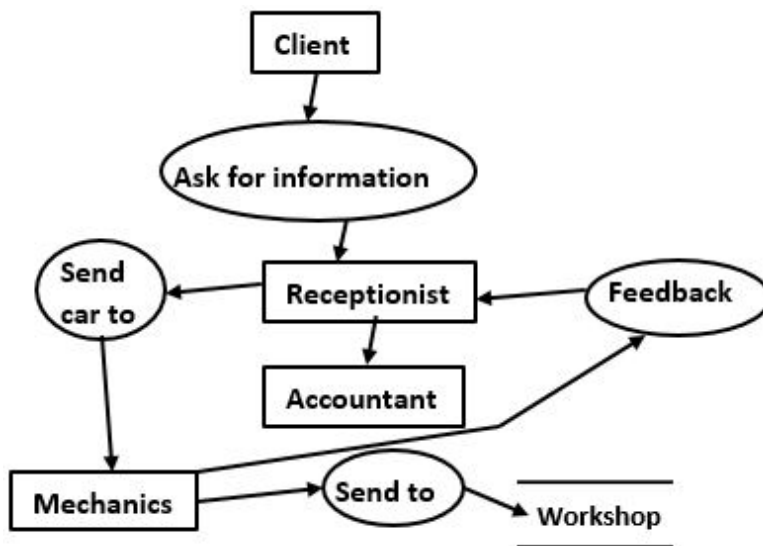 Client
Ask for information
Send
car to
Receptionist
Feedback
Accountant
Mechanics
Send to
Workshop